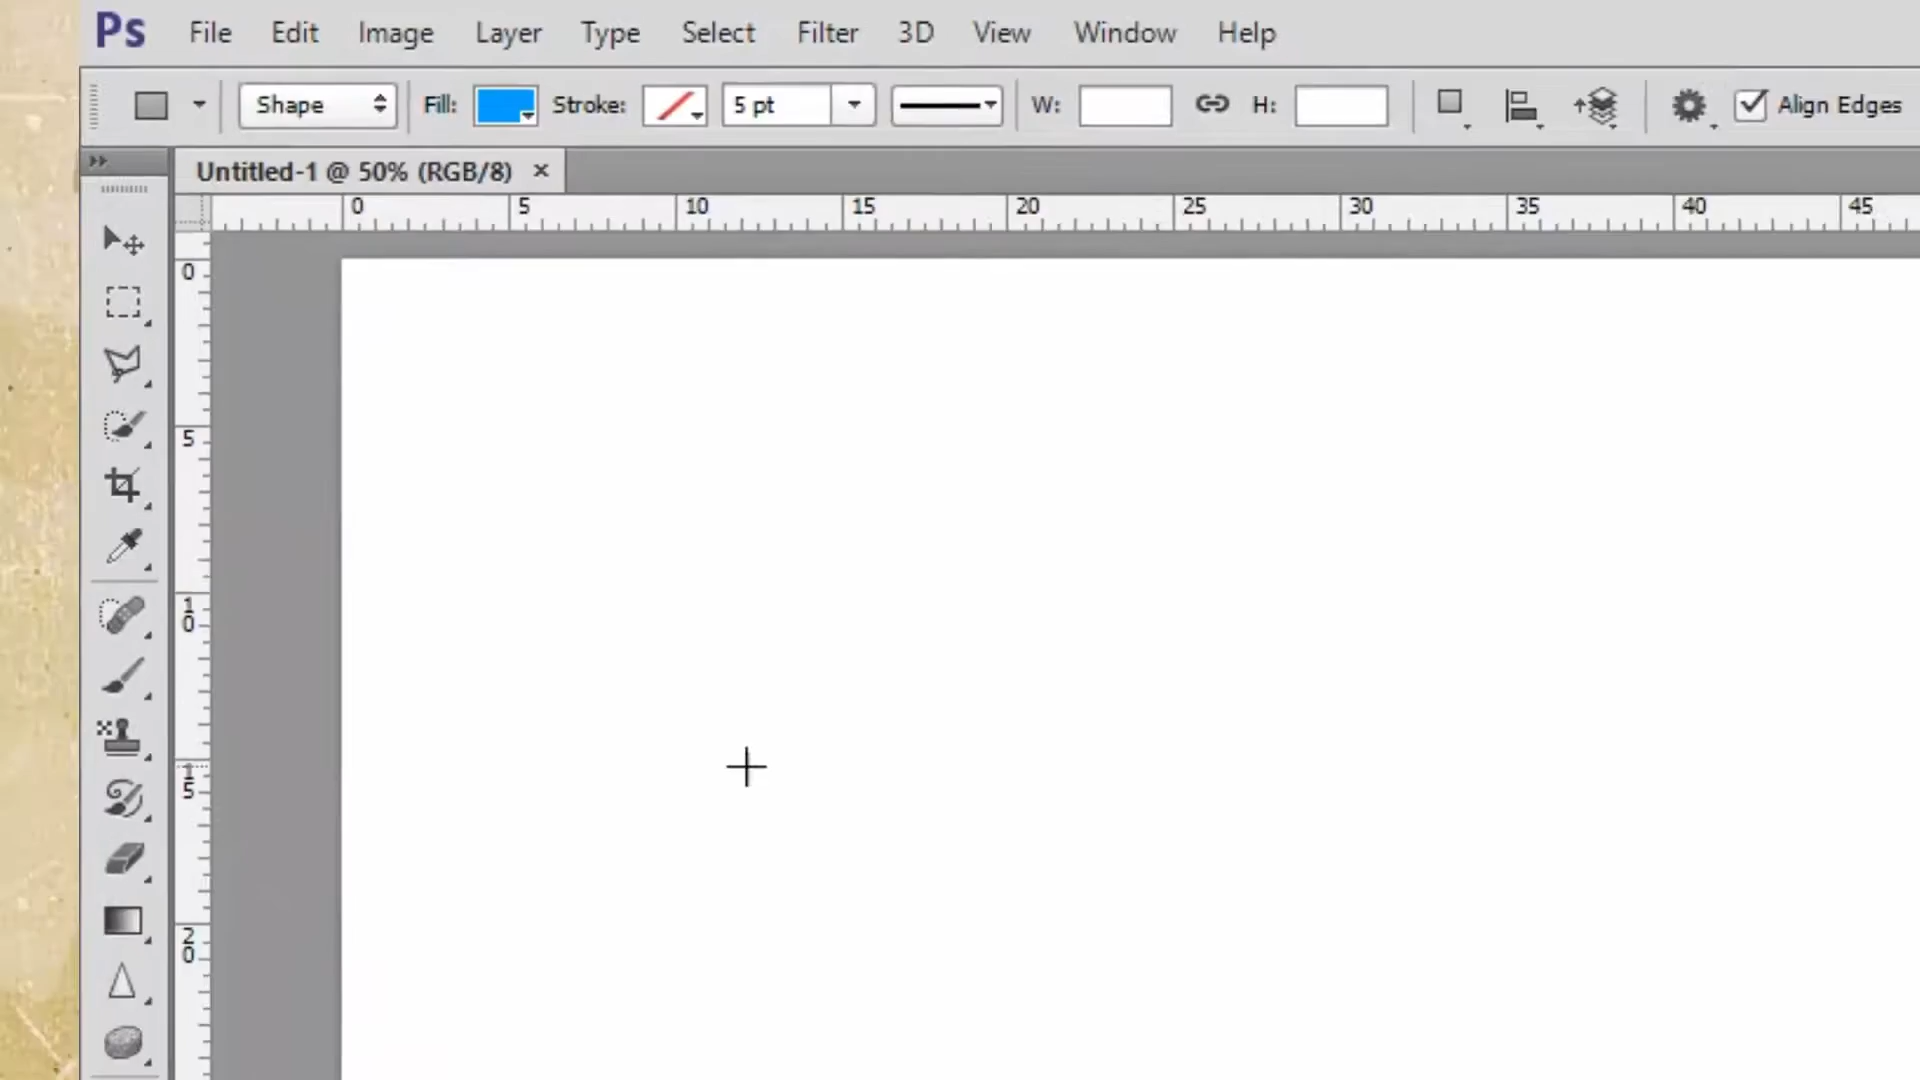 Ps File Edit Image Layer Type Select Filter 3D View Window Help
Shape Fill: Stroke: 5 pt W: H: Align Edges
Untitled-1 @ 50% (RGB/8) ×
0 5 10 15 20 25 30 35 40 45
0
5
10
15
20